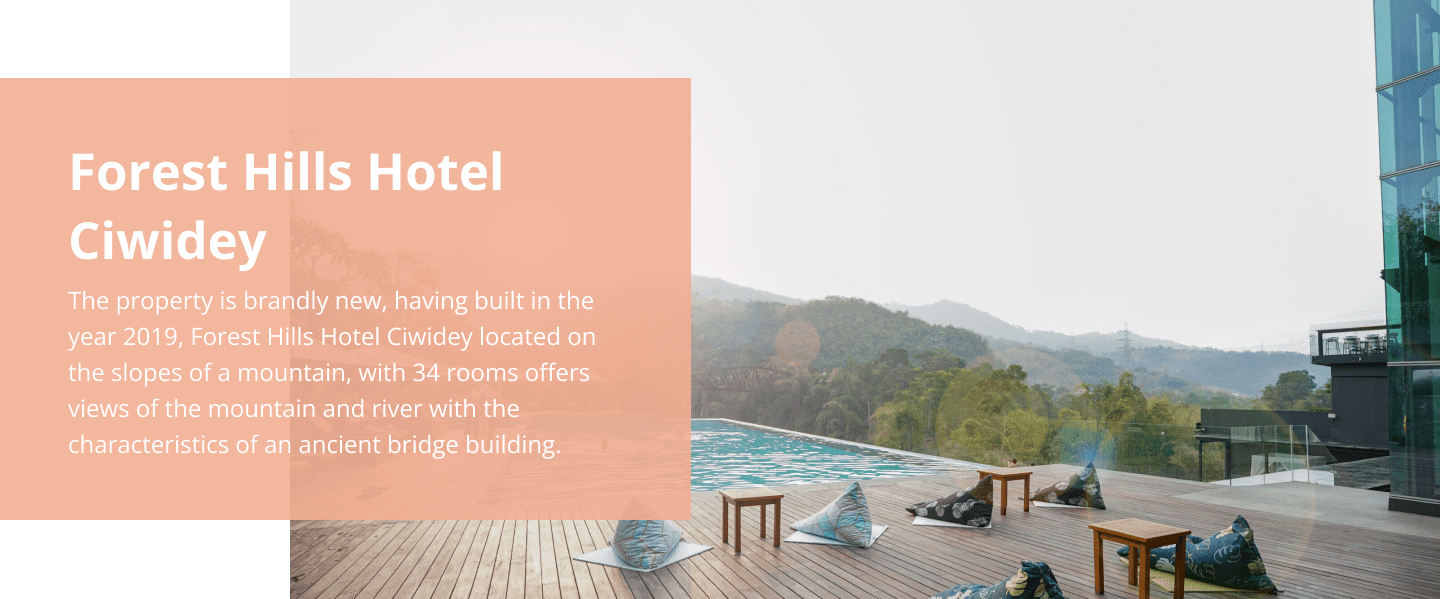 Forest Hills Hotel
Ciwidey
The property is brandly new, having built in the
year 2019, Forest Hills Hotel Ciwidey located on
the slopes of a mountain, with 34 rooms offers
views of the mountain and river with the
characteristics of an ancient bridge building.